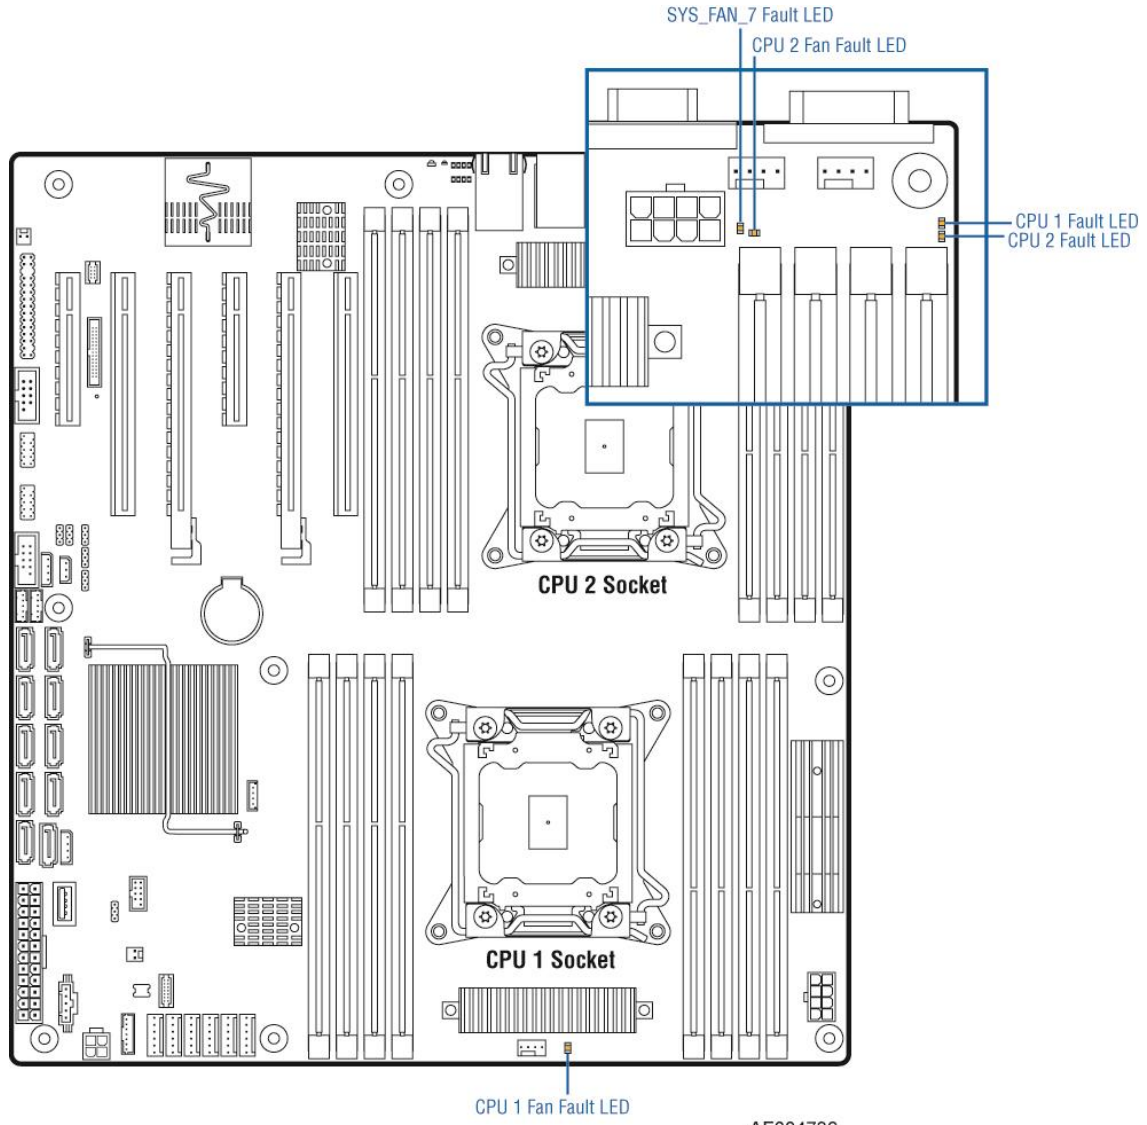 SYS_FAN_7 Fault LED
CPU 2 Fan Fault LED
CPU 1 Fault LED
CPU 2 Fault LED
CPU 2 Socket
CPU 1 Socket
CPU 1 Fan Fault LED